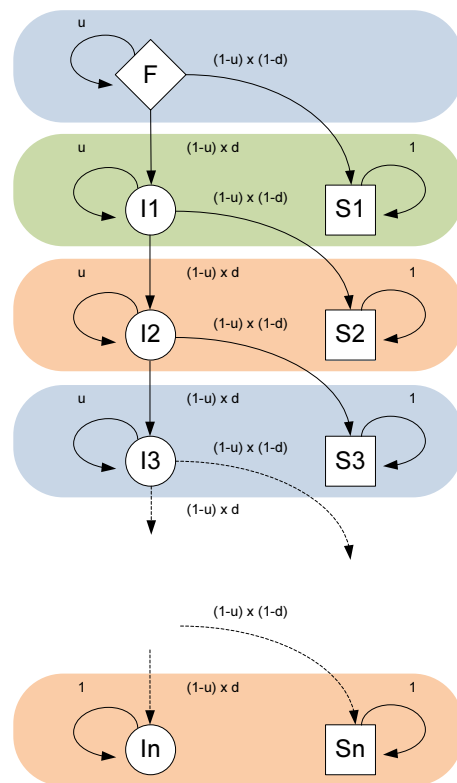 u
F
(1-u) x (1-d)
u
(1-u) x d
1
(1-u) x (1-d)
I1
S1
u
(1-u) x d
1
(1-u) x (1-d)
I2
S2
u
(1-u) x d
1
(1-u) x (1-d)
I3
S3
(1-u) x d
(1-u) x (1-d)
1
(1-u) x d
1
In
Sn